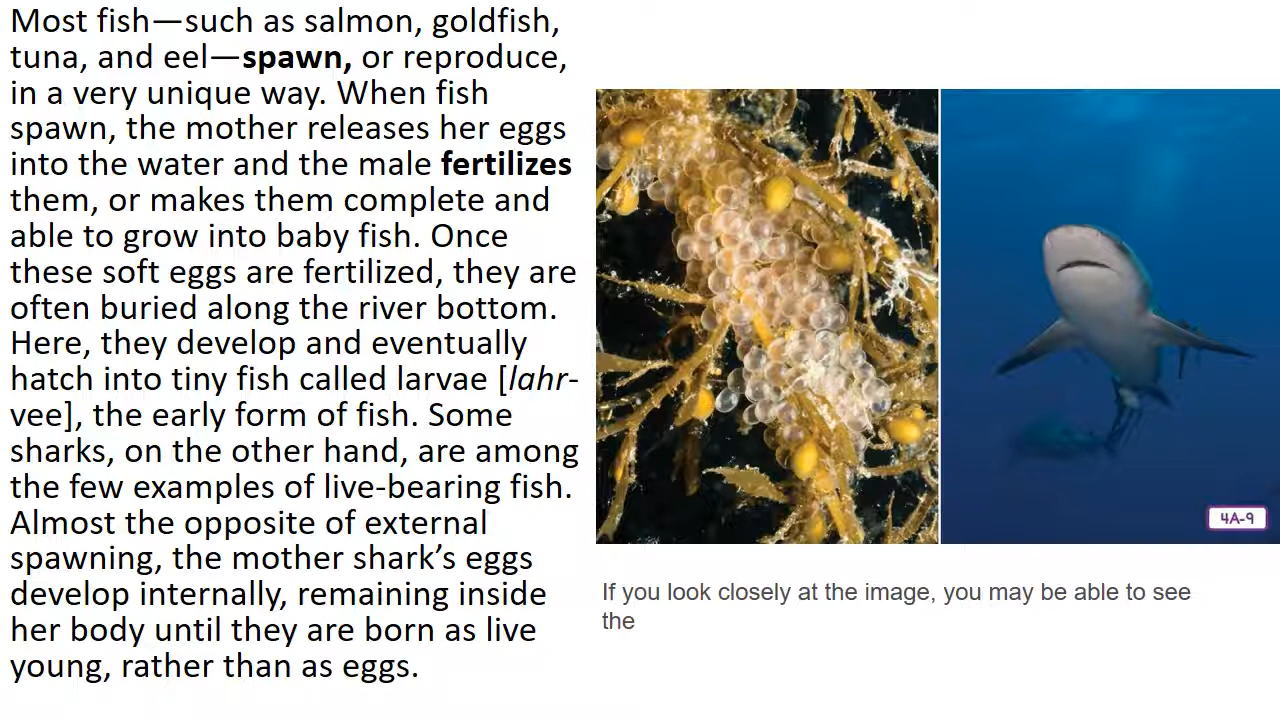 Most fish—such as salmon, goldfish,
tuna, and eel—spawn, or reproduce,
in a very unique way. When fish
spawn, the mother releases her eggs
into the water and the male fertilizes
them, or makes them complete and
able to grow into baby fish. Once
these soft eggs are fertilized, they are
often buried along the river bottom.
Here, they develop and eventually
hatch into tiny fish called larvae [lahr-
vee], the early form of fish. Some
sharks, on the other hand, are among
the few examples of live-bearing fish.
Almost the opposite of external
spawning, the mother shark’s eggs
develop internally, remaining inside
her body until they are born as live
young, rather than as eggs.
4A-9
If you look closely at the image, you may be able to see
the